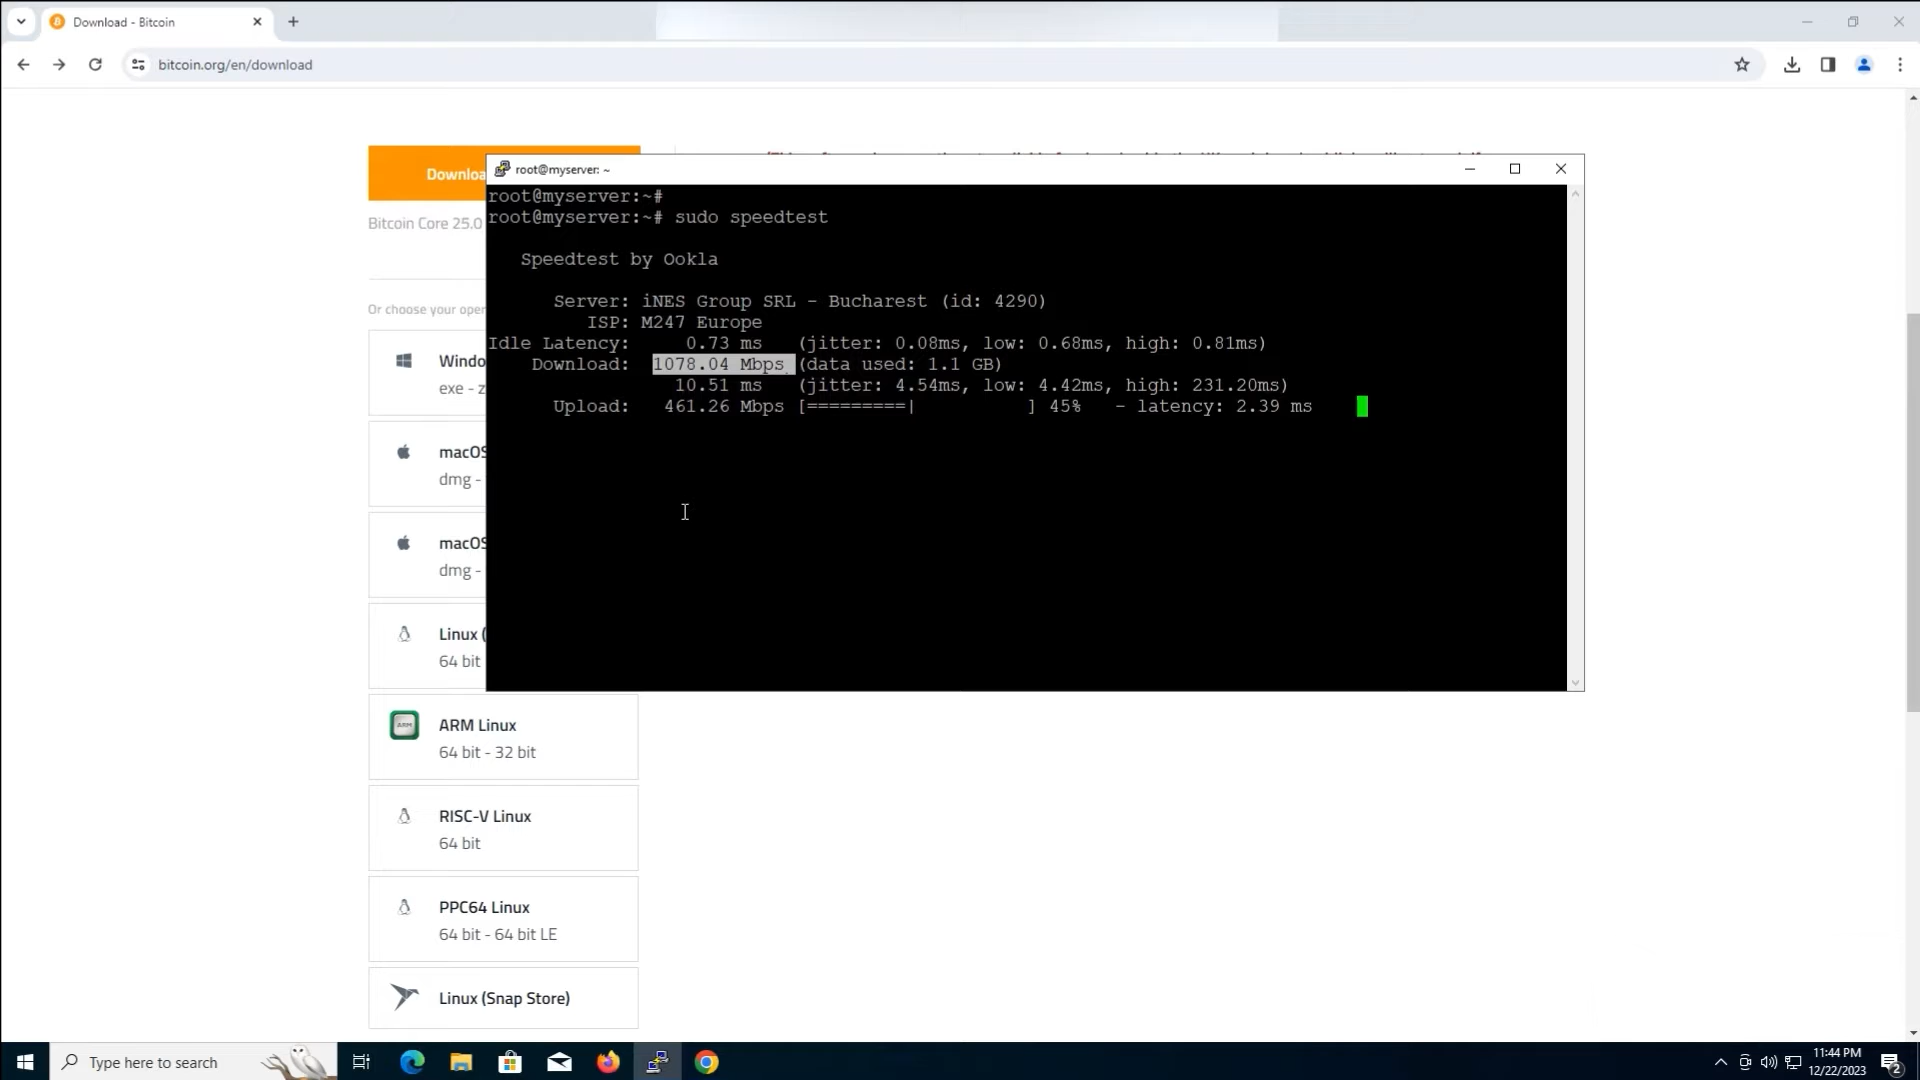 Download - Bitcoin
bitcoin.org/en/download
Downloa
Bitcoin Core 25.0
Or choose your oper
Windo
exe - z
macOS
dmg -
macOS
dmg -
Linux (
64 bit
ARM
ARM Linux
64 bit - 32 bit
RISC-V Linux
64 bit
PPC64 Linux
64 bit - 64 bit LE
Linux (Snap Store)
root@myserver: ~
root@myserver:~#
root@myserver:~# sudo speedtest
Speedtest by Ookla
Server: iNES Group SRL - Bucharest (id: 4290)
ISP: M247 Europe
Idle Latency: 0.73 ms (jitter: 0.08ms, low: 0.68ms, high: 0.81ms)
Download: 1078.04 Mbps (data used: 1.1 GB)
10.51 ms (jitter: 4.54ms, low: 4.42ms, high: 231.20ms)
Upload: 461.26 Mbps [=========| ] 45% - latency: 2.39 ms
Type here to search
11:44 PM
12/22/2023
2